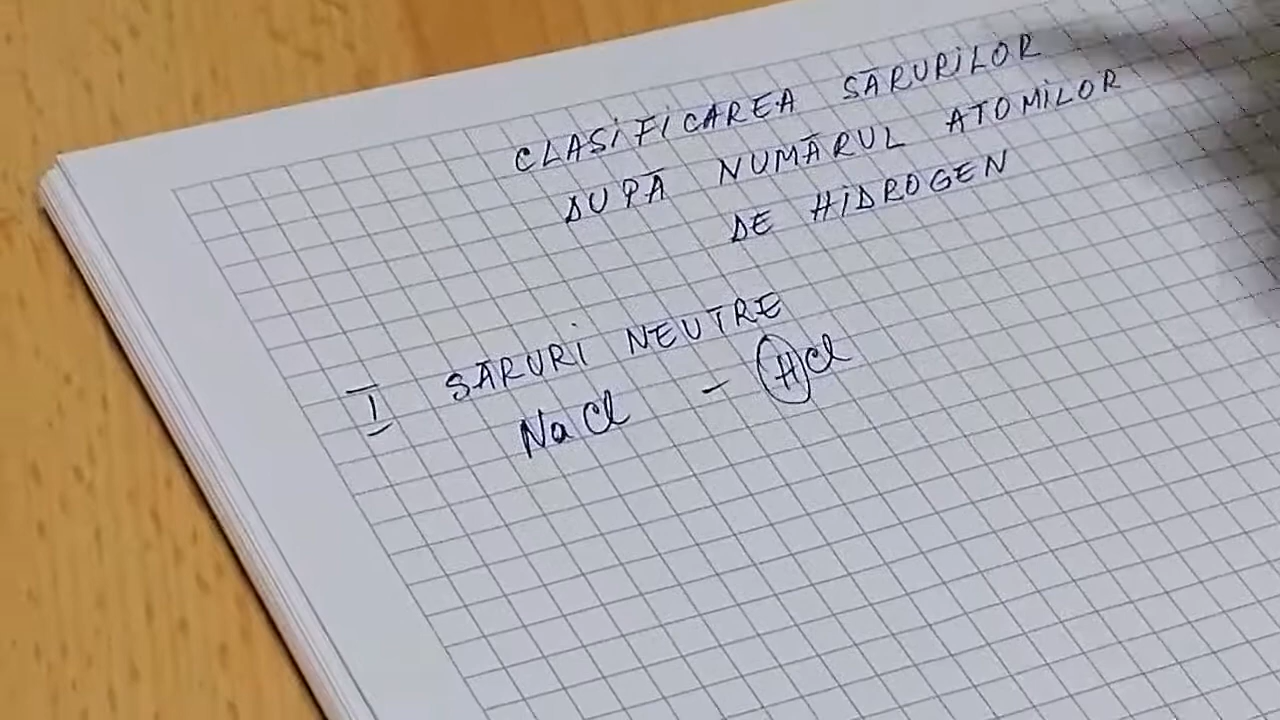 CLASIFICAREA SĂRURILOR
DUPĂ NUMĂRUL ATOMILOR
DE HIDROGEN
I SĂRURI NEUTRE
NaCl - HCl